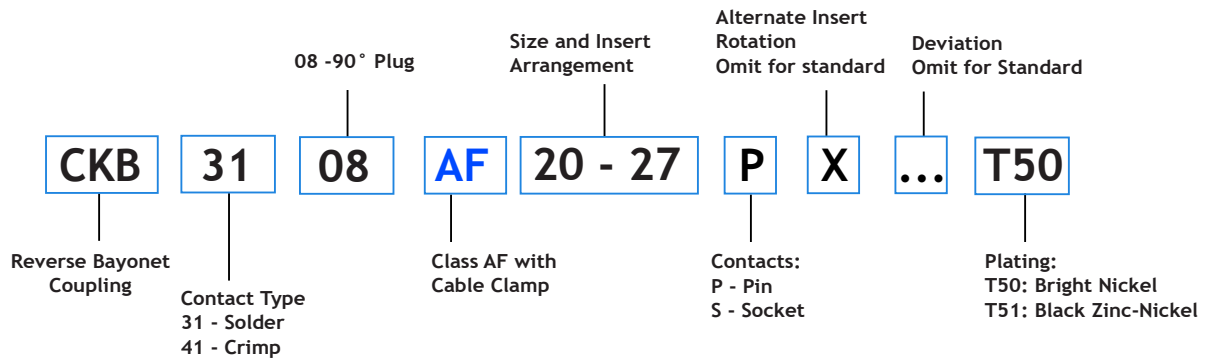 08 -90° Plug
Size and Insert
Arrangement
Alternate Insert
Rotation
Omit for standard
Deviation
Omit for Standard
CKB 31 08 AF 20 - 27 P X ... T50
Reverse Bayonet
Coupling
Contact Type
31 - Solder
41 - Crimp
Class AF with
Cable Clamp
Contacts:
P - Pin
S - Socket
Plating:
T50: Bright Nickel
T51: Black Zinc-Nickel